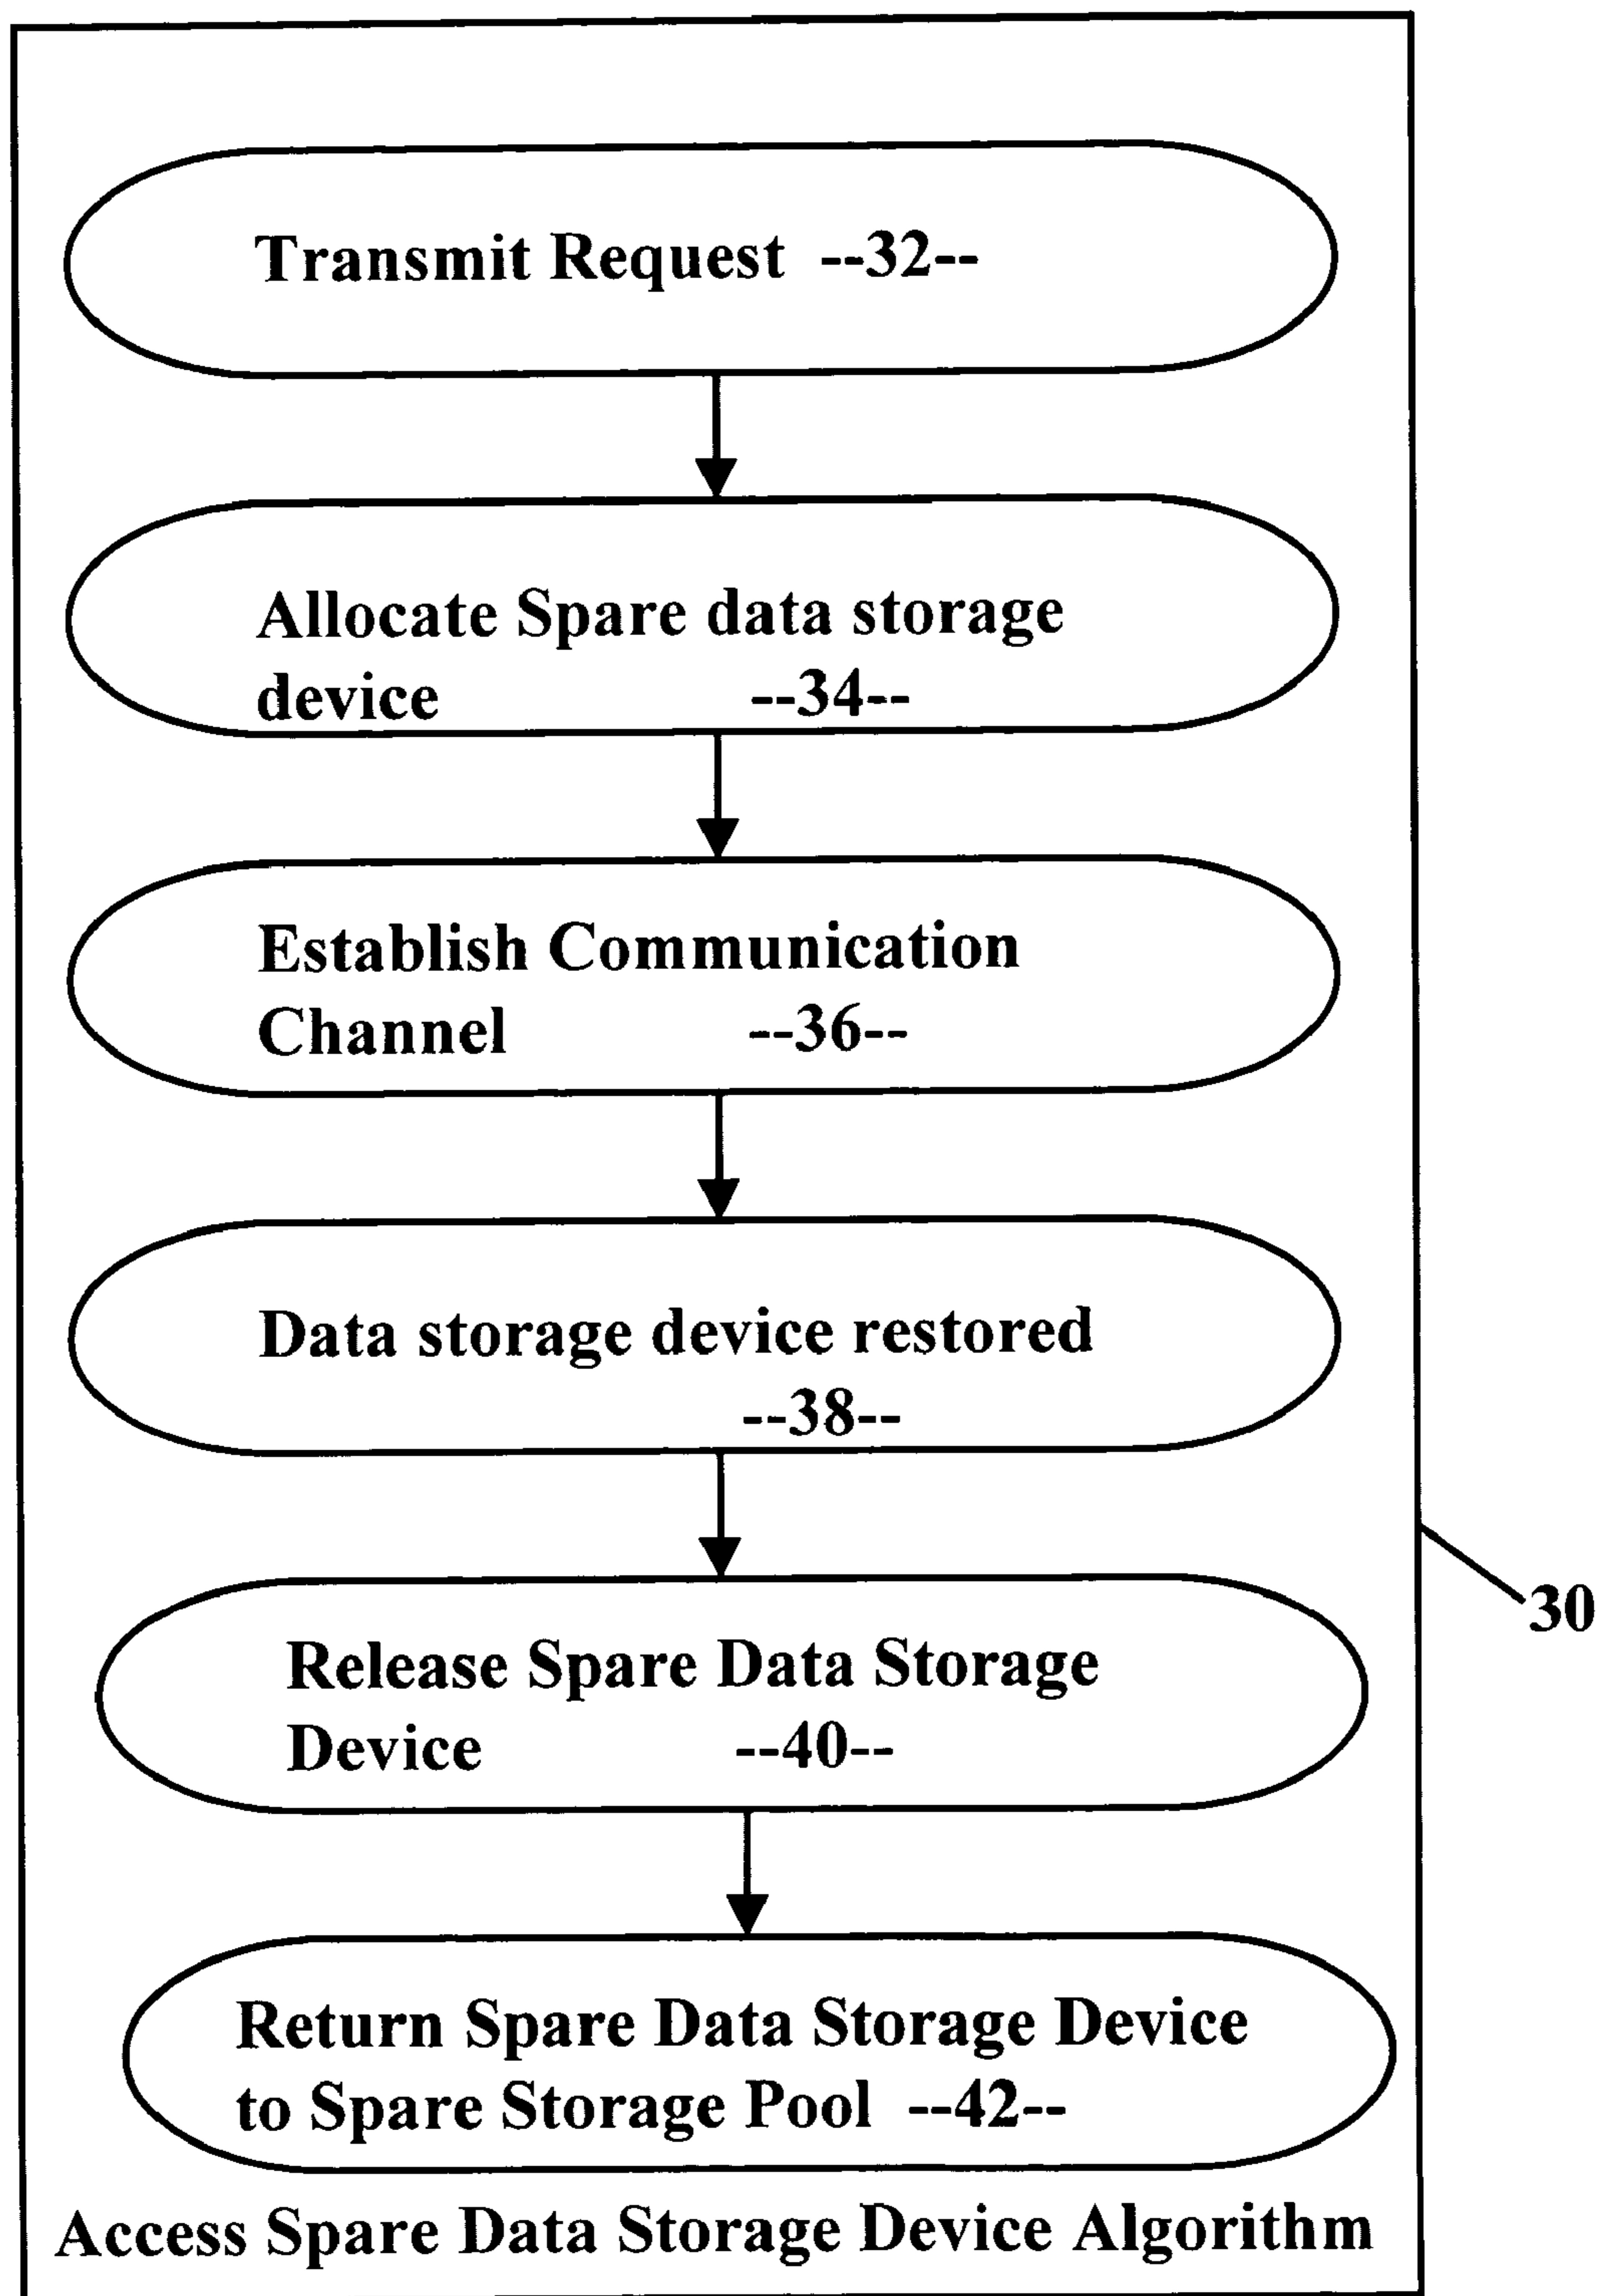 Transmit Request --32--
Allocate Spare data storage
device --34--
Establish Communication
Channel --36--
Data storage device restored
--38--
30
Release Spare Data Storage
Device --40--
Return Spare Data Storage Device
to Spare Storage Pool --42--
Access Spare Data Storage Device Algorithm